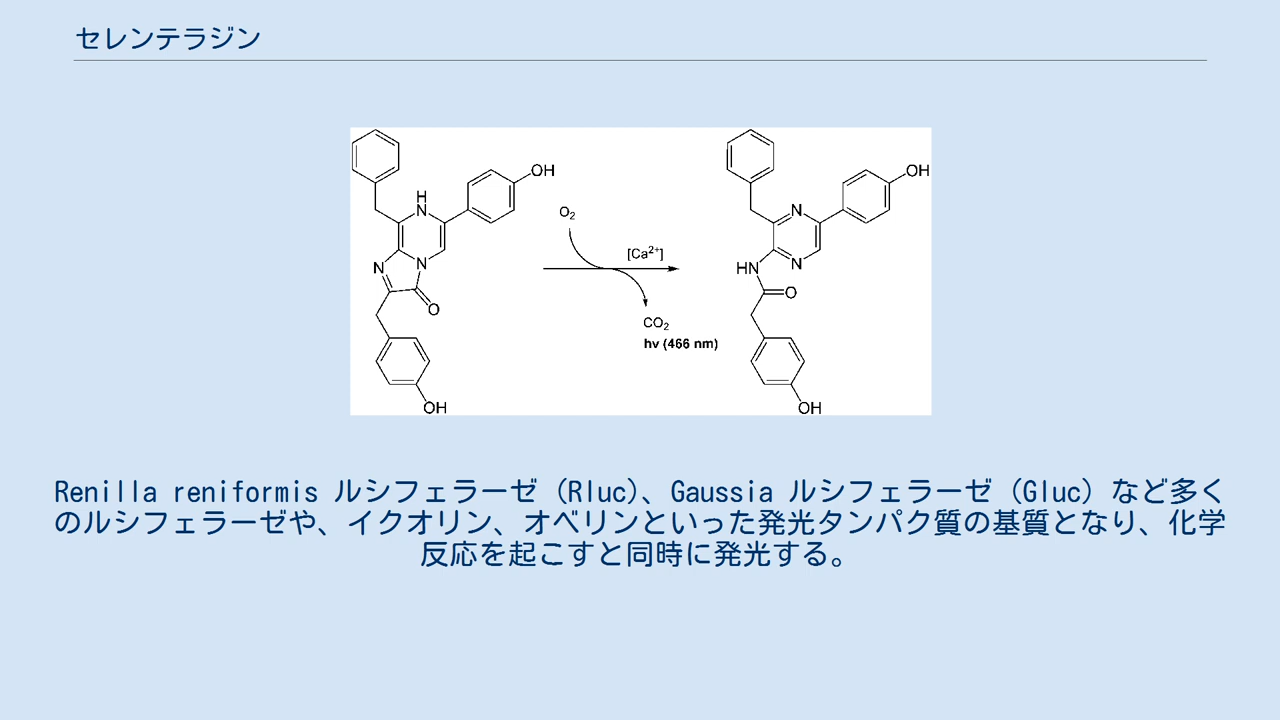 セレンテラジン
OH
H
N
N
N
O
OH
O₂
[Ca²⁺]
CO₂
hv (466 nm)
OH
N
N
HN
O
OH
Renilla reniformis ルシフェラーゼ (Rluc)、Gaussia ルシフェラーゼ (Gluc) など多く
のルシフェラーゼや、イクオリン、オベリンといった発光タンパク質の基質となり、化学
反応を起こすと同時に発光する。